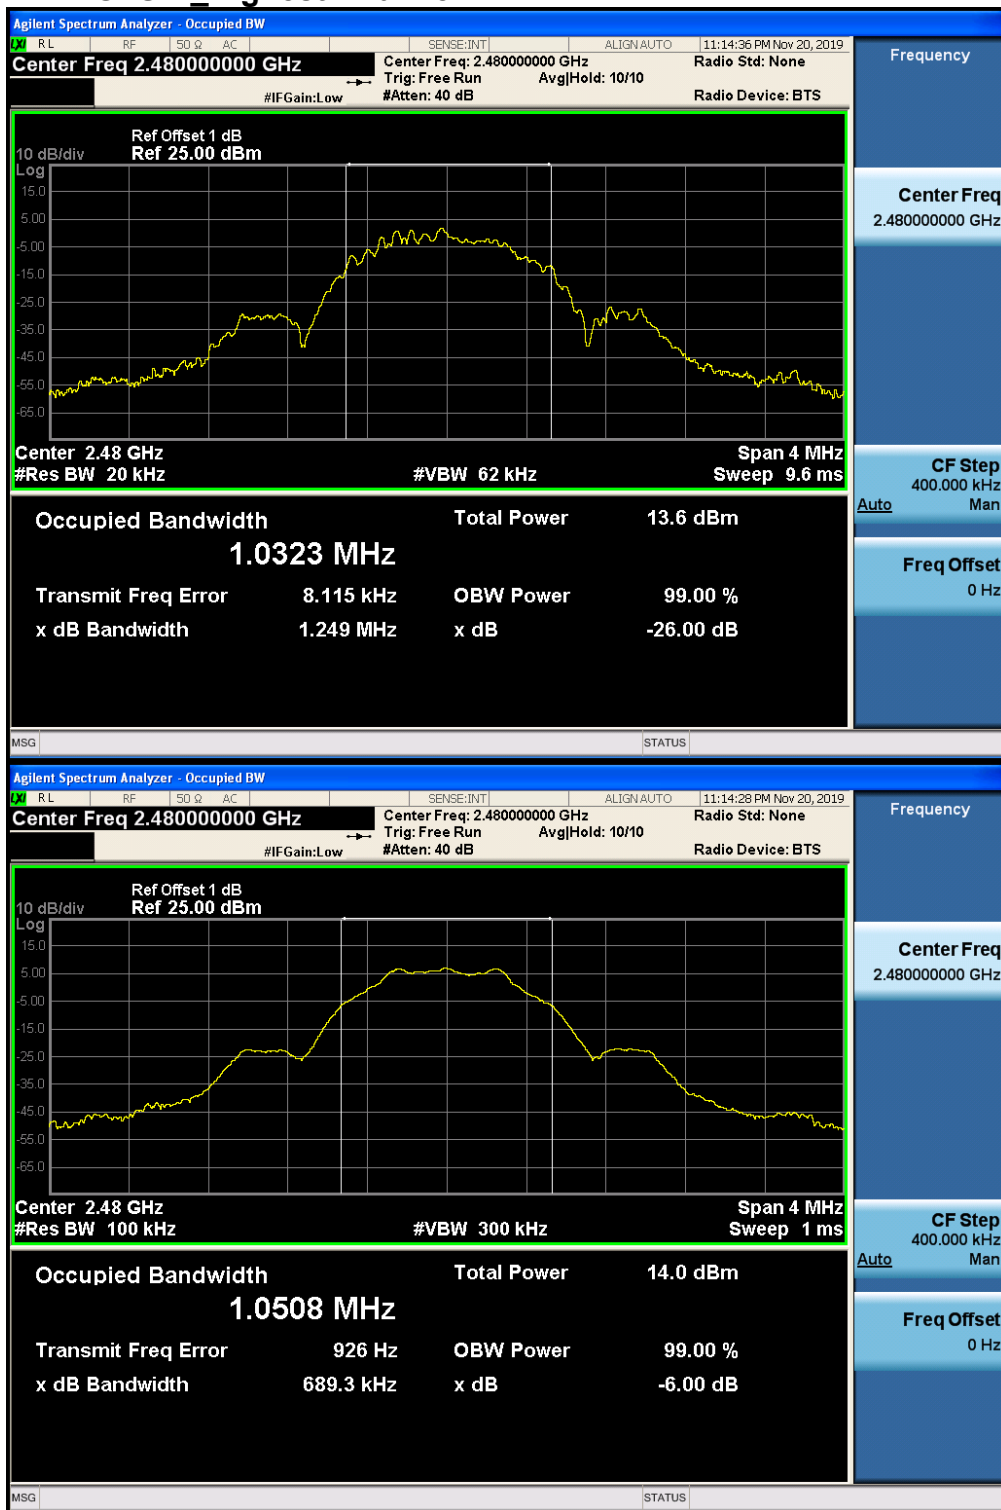 Agilent Spectrum Analyzer - Occupied BW
LXI RL RF 50 Ω AC SENSE:INT ALIGNAUTO 11:14:36 PM Nov 20, 2019
Center Freq 2.480000000 GHz
Center Freq: 2.480000000 GHz
Radio Std: None
Trig: Free Run Avg|Hold: 10/10
#IFGain:Low #Atten: 40 dB Radio Device: BTS
Frequency
Ref Offset 1 dB
10 dB/div Ref 25.00 dBm
Log
15.0
5.00
-5.00
-15.0
-25.0
-35.0
-45.0
-55.0
-65.0
Center 2.48 GHz Span 4 MHz
#Res BW 20 kHz #VBW 62 kHz Sweep 9.6 ms
Occupied Bandwidth Total Power 13.6 dBm
1.0323 MHz
Transmit Freq Error 8.115 kHz OBW Power 99.00 %
x dB Bandwidth 1.249 MHz x dB -26.00 dB
Center Freq
2.480000000 GHz
CF Step
400.000 kHz
Auto Man
Freq Offset
0 Hz
MSG STATUS
Agilent Spectrum Analyzer - Occupied BW
LXI RL RF 50 Ω AC SENSE:INT ALIGNAUTO 11:14:28 PM Nov 20, 2019
Center Freq 2.480000000 GHz
Center Freq: 2.480000000 GHz
Radio Std: None
Trig: Free Run Avg|Hold: 10/10
#IFGain:Low #Atten: 40 dB Radio Device: BTS
Frequency
Ref Offset 1 dB
10 dB/div Ref 25.00 dBm
Log
15.0
5.00
-5.00
-15.0
-25.0
-35.0
-45.0
-55.0
-65.0
Center 2.48 GHz Span 4 MHz
#Res BW 100 kHz #VBW 300 kHz Sweep 1 ms
Occupied Bandwidth Total Power 14.0 dBm
1.0508 MHz
Transmit Freq Error 926 Hz OBW Power 99.00 %
x dB Bandwidth 689.3 kHz x dB -6.00 dB
Center Freq
2.480000000 GHz
CF Step
400.000 kHz
Auto Man
Freq Offset
0 Hz
MSG STATUS